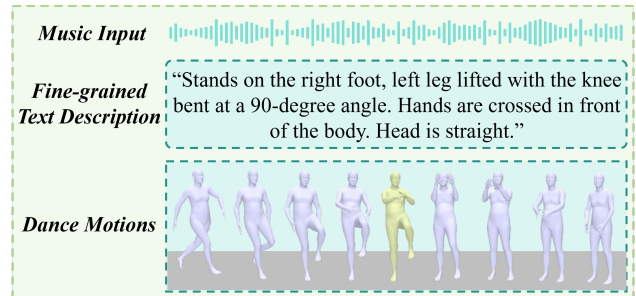 Music Input
Fine-grained
Text Description
“Stands on the right foot, left leg lifted with the knee
bent at a 90-degree angle. Hands are crossed in front
of the body. Head is straight.”
Dance Motions